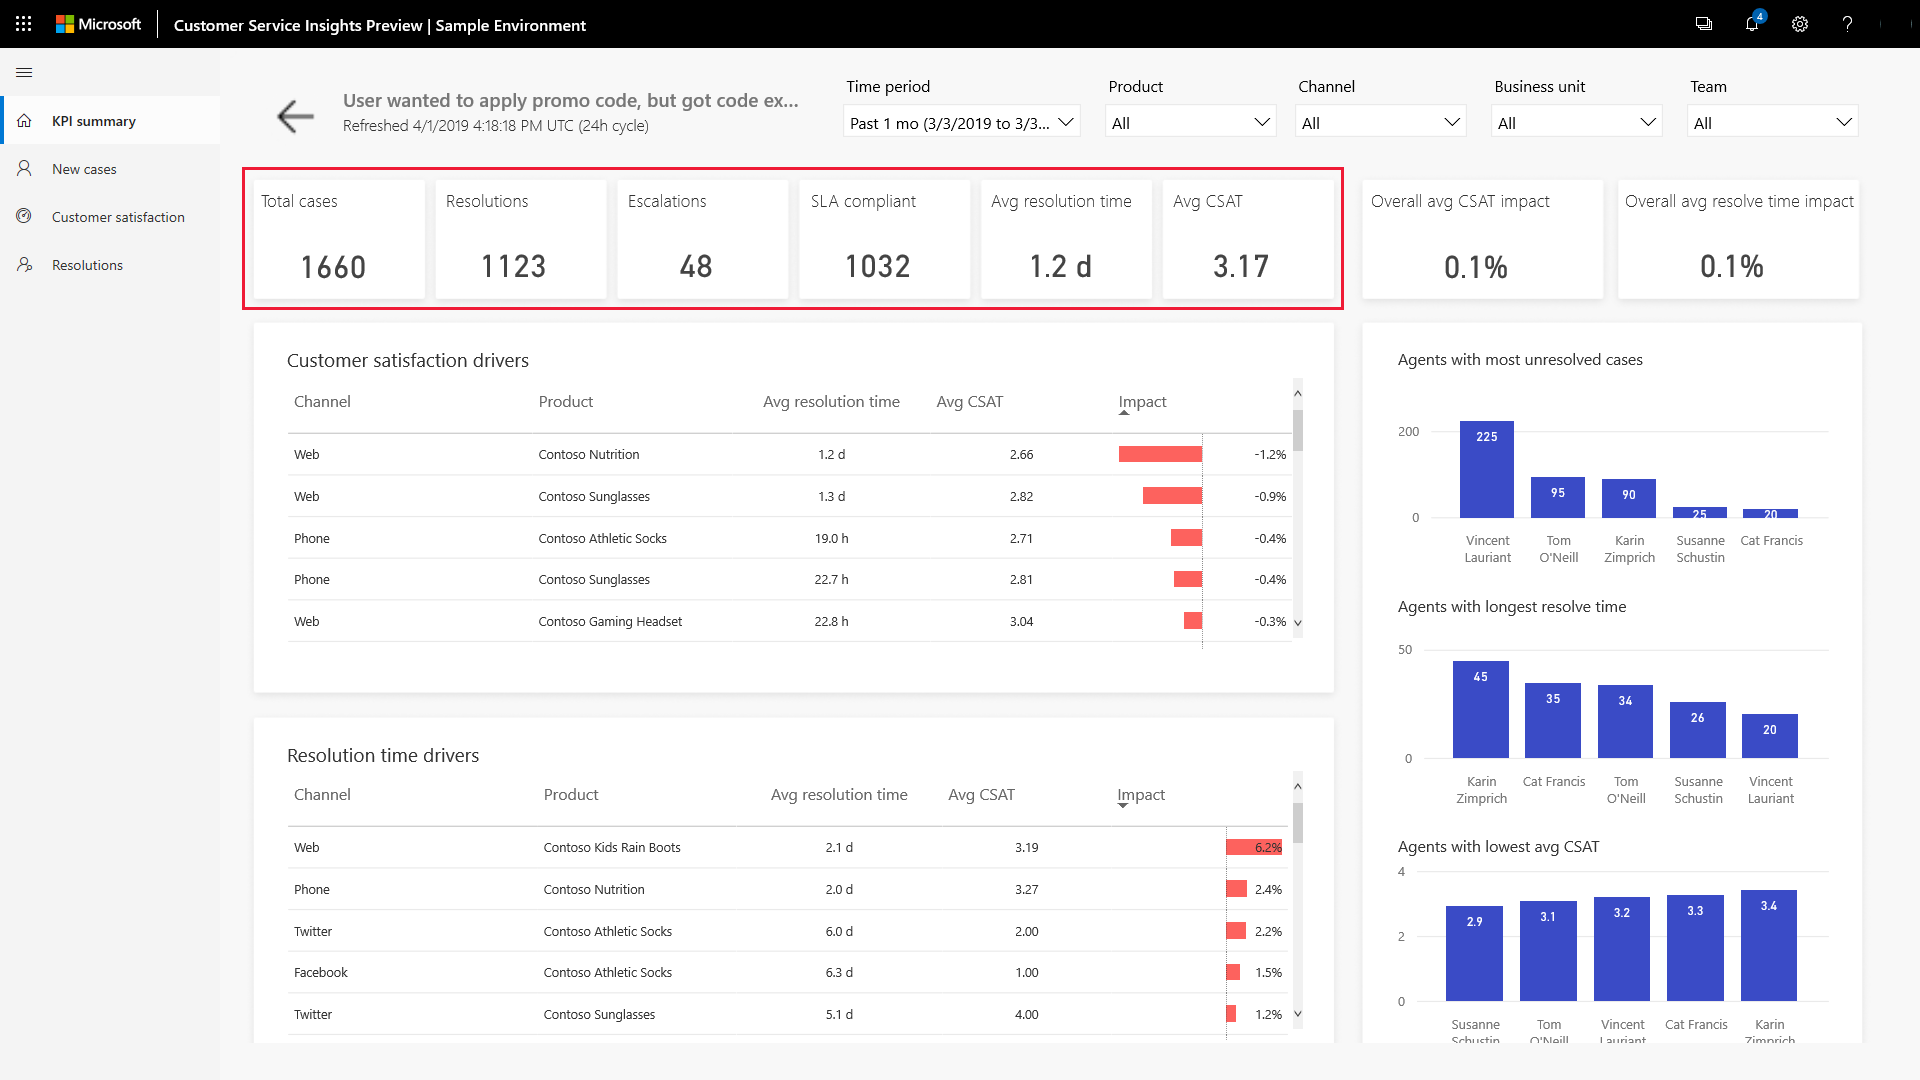 Microsoft
Customer Service Insights Preview | Sample Environment
4
?
KPI summary
New cases
Customer satisfaction
Resolutions
User wanted to apply promo code, but got code ex...
Refreshed 4/1/2019 4:18:18 PM UTC (24h cycle)
Time period
Past 1 mo (3/3/2019 to 3/3...
Product
All
Channel
All
Business unit
All
Team
All
Total cases
1660
Resolutions
1123
Escalations
48
SLA compliant
1032
Avg resolution time
1.2 d
Avg CSAT
3.17
Overall avg CSAT impact
0.1%
Overall avg resolve time impact
0.1%
Customer satisfaction drivers
Channel Product Avg resolution time Avg CSAT Impact
Web Contoso Nutrition 1.2 d 2.66 -1.2%
Web Contoso Sunglasses 1.3 d 2.82 -0.9%
Phone Contoso Athletic Socks 19.0 h 2.71 -0.4%
Phone Contoso Sunglasses 22.7 h 2.81 -0.4%
Web Contoso Gaming Headset 22.8 h 3.04 -0.3%
Resolution time drivers
Channel Product Avg resolution time Avg CSAT Impact
Web Contoso Kids Rain Boots 2.1 d 3.19 6.2%
Phone Contoso Nutrition 2.0 d 3.27 2.4%
Twitter Contoso Athletic Socks 6.0 d 2.00 2.2%
Facebook Contoso Athletic Socks 6.3 d 1.00 1.5%
Twitter Contoso Sunglasses 5.1 d 4.00 1.2%
Agents with most unresolved cases
200
0
225 95 90 25 20
Vincent Tom Karin Susanne Cat Francis
Lauriant O'Neill Zimprich Schustin
Agents with longest resolve time
50
0
45 35 34 26 20
Karin Cat Francis Tom Susanne Vincent
Zimprich O'Neill Schustin Lauriant
Agents with lowest avg CSAT
4
2
0
2.9 3.1 3.2 3.3 3.4
Susanne Tom Vincent Cat Francis Karin
Schustin O'Neill Lauriant Zimprich